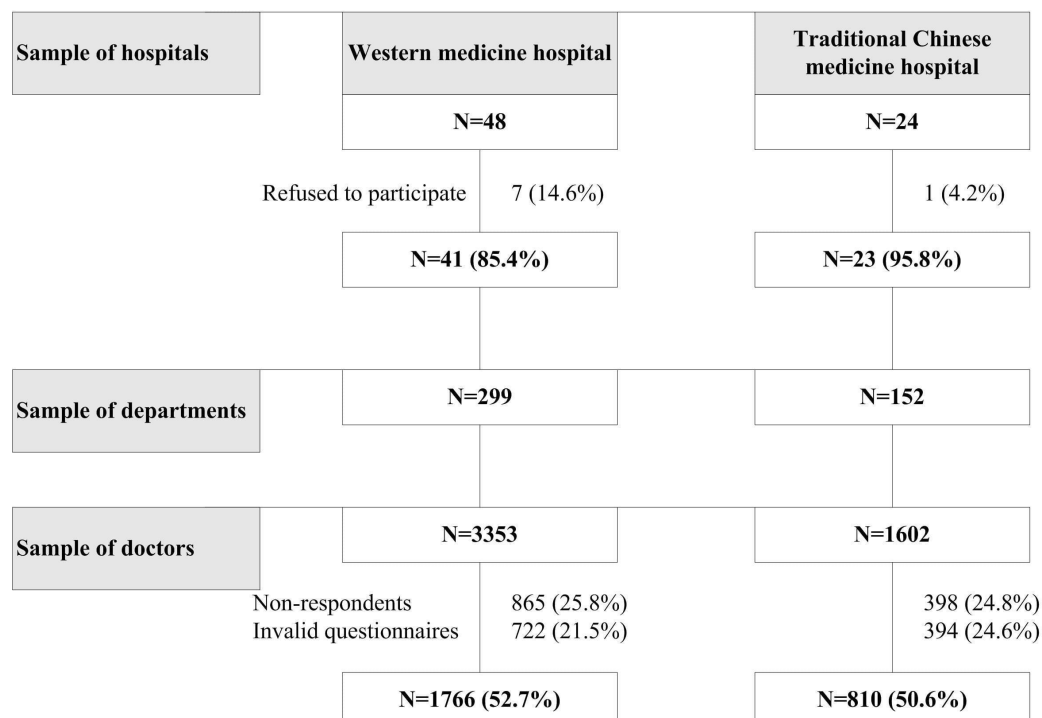 Sample of hospitals
Western medicine hospital
Traditional Chinese
medicine hospital
N=48
N=24
Refused to participate 7 (14.6%)
1 (4.2%)
N=41 (85.4%)
N=23 (95.8%)
Sample of departments
N=299
N=152
Sample of doctors
N=3353
N=1602
Non-respondents 865 (25.8%)
398 (24.8%)
Invalid questionnaires 722 (21.5%)
394 (24.6%)
N=1766 (52.7%)
N=810 (50.6%)